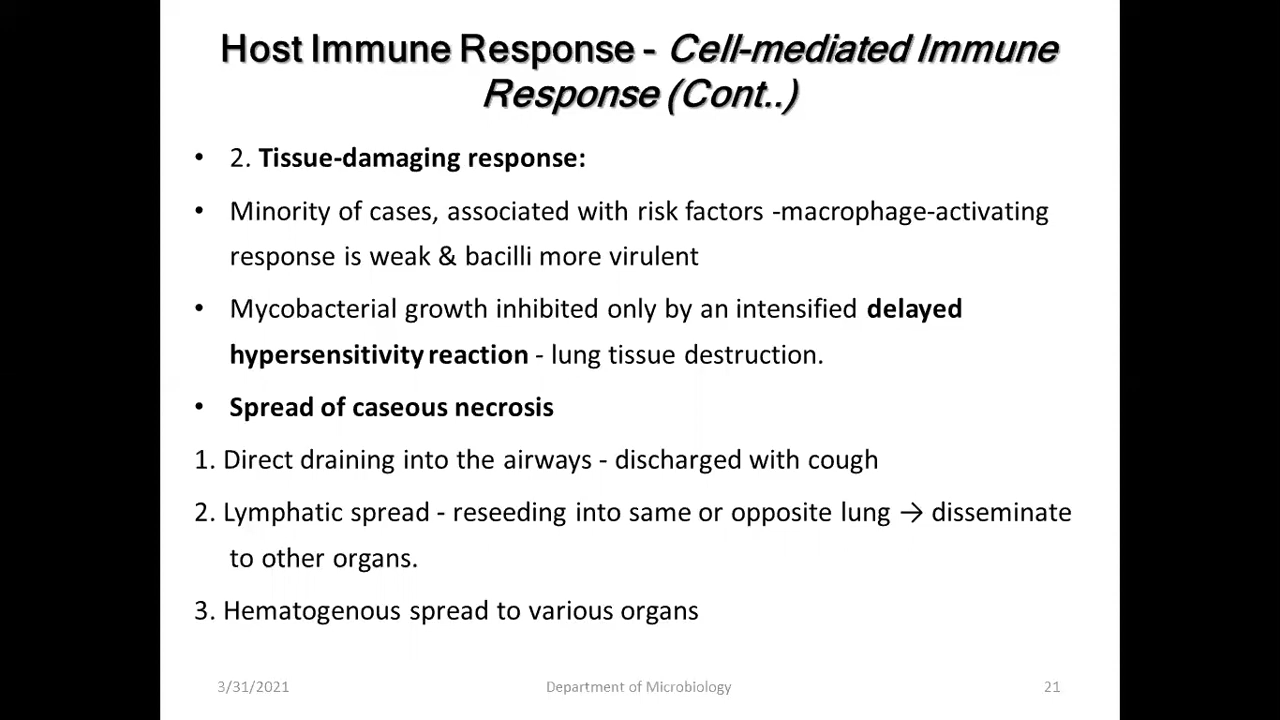 Host Immune Response - Cell-mediated Immune
Response (Cont..)
• 2. Tissue-damaging response:
• Minority of cases, associated with risk factors -macrophage-activating
response is weak & bacilli more virulent
• Mycobacterial growth inhibited only by an intensified delayed
hypersensitivity reaction - lung tissue destruction.
• Spread of caseous necrosis
1. Direct draining into the airways - discharged with cough
2. Lymphatic spread - reseeding into same or opposite lung → disseminate
to other organs.
3. Hematogenous spread to various organs
3/31/2021 Department of Microbiology 21